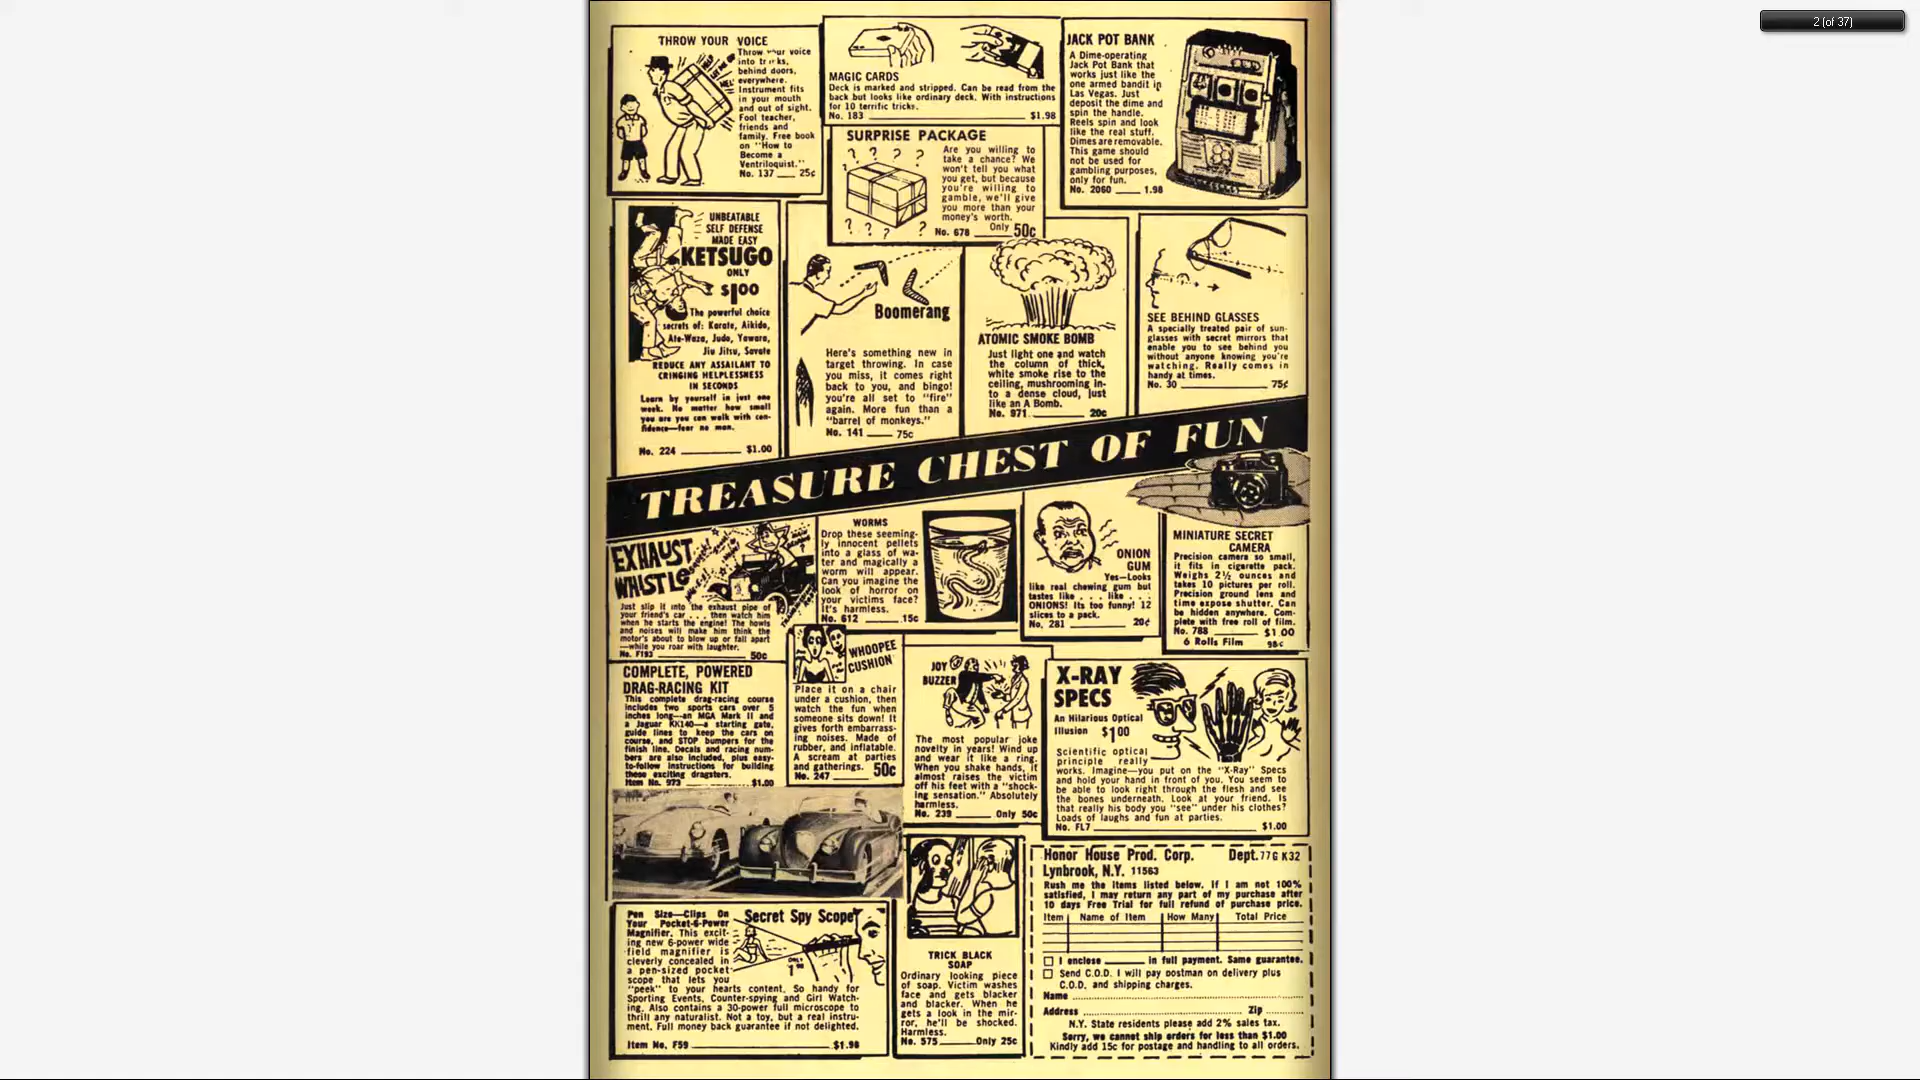 2 (of 37)
THROW YOUR VOICE
Throw your voice
into trunks,
behind doors,
everywhere.
Instrument fits
in your mouth
and out of sight.
Fool teacher,
friends and
family. Free book
on "How to
Become a
Ventriloquist."
No. 137 25¢
MAGIC CARDS
Deck is marked and stripped. Can be read from the
back but looks like ordinary deck. With instructions
for 10 terrific tricks.
No. 183 $1.98
JACK POT BANK
A Dime-operating
Jack Pot Bank that
works just like the
one armed bandit in
Las Vegas. Just
deposit the dime and
spin the handle.
Reels spin and look
like the real stuff.
Dimes are removable.
This game should
not be used for
gambling purposes,
only for fun.
No. 2060 1.98
SURPRISE PACKAGE
? ? ? ?
Are you willing to
take a chance? We
won't tell you what
you get, but because
you're willing to
gamble, we'll give
you more than your
money's worth.
Only
No. 678 50¢
UNBEATABLE
SELF DEFENSE
MADE EASY
KETSUGO
ONLY
$1.00
The powerful choice
secrets of: Karate, Aikido,
Ate-Waza, Judo, Yawara,
Jiu Jitsu, Savate
REDUCE ANY ASSAILANT TO
CRINGING HELPLESSNESS
IN SECONDS
Learn by yourself in just one
week. No matter how small
you are you can walk with con-
fidence—fear no man.
No. 224 $1.00
Boomerang
Here's something new in
target throwing. In case
you miss, it comes right
back to you, and bingo!
you're all set to "fire"
again. More fun than a
"barrel of monkeys."
No. 141 75¢
ATOMIC SMOKE BOMB
Just light one and watch
the column of thick,
white smoke rise to the
ceiling, mushrooming in-
to a dense cloud, just
like an A Bomb.
No. 971 20¢
SEE BEHIND GLASSES
A specially treated pair of sun-
glasses with secret mirrors that
enable you to see behind you
without anyone knowing you're
watching. Really comes in
handy at times.
No. 30 75¢
TREASURE CHEST OF FUN
EXHAUST
WHISTLE
Just slip it into the exhaust pipe of
your friend's car . . . then watch him
when he starts the engine! The howls
and noises will make him think the
motor's about to blow up or fall apart
—while you roar with laughter.
No. F193 50¢
WORMS
Drop these seeming-
ly innocent pellets
into a glass of wa-
ter and magically a
worm will appear.
Can you imagine the
look of horror on
your victims face?
It's harmless.
No. 612 15¢
ONION
GUM
Yes—Looks
like real chewing gum but
tastes like . . . like . . .
ONIONS! Its too funny! 12
slices to a pack.
No. 281 20¢
MINIATURE SECRET
CAMERA
Precision camera so small,
it fits in cigarette pack.
Weighs 2½ ounces and
takes 10 pictures per roll.
Precision ground lens and
time expose shutter. Can
be hidden anywhere. Com-
plete with free roll of film.
No. 788 $1.00
6 Rolls Film 98¢
COMPLETE, POWERED
DRAG-RACING KIT
This complete drag-racing course
includes two sports cars over 5
inches long—an MGA Mark II and
a Jaguar KK140—a starting gate,
guide lines to keep the cars on
course, and STOP bumpers for the
finish line. Decals and racing num-
bers are also included, plus easy-
to-follow instructions for building
these exciting dragsters.
Item No. 973 $1.00
WHOOPEE
CUSHION
Place it on a chair
under a cushion, then
watch the fun when
someone sits down! It
gives forth embarrass-
ing noises. Made of
rubber, and inflatable.
A scream at parties
and gatherings.
No. 247 50¢
JOY
BUZZER
The most popular joke
novelty in years! Wind up
and wear it like a ring.
When you shake hands, it
almost raises the victim
off his feet with a "shock-
ing sensation." Absolutely
harmless.
No. 239 Only 50¢
X-RAY
SPECS
An Hilarious Optical
Illusion $1.00
Scientific optical
principle really
works. Imagine—you put on the "X-Ray" Specs
and hold your hand in front of you. You seem to
be able to look right through the flesh and see
the bones underneath. Look at your friend. Is
that really his body you "see" under his clothes?
Loads of laughs and fun at parties.
No. FL7 $1.00
Secret Spy Scope
ONLY
1.98
Pen Size—Clips On
Your Pocket-6-Power
Magnifier. This excit-
ing new 6-power wide
field magnifier is
cleverly concealed in
a pen-sized pocket
scope that lets you
"peek" to your hearts content. So handy for
Sporting Events, Counter-spying and Girl Watch-
ing. Also contains a 30-power full microscope to
thrill any naturalist. Not a toy, but a real instru-
ment. Full money back guarantee if not delighted.
Item No. F59 $1.98
TRICK BLACK
SOAP
Ordinary looking piece
of soap. Victim washes
face and gets blacker
and blacker. When he
gets a look in the mir-
ror, he'll be shocked.
Harmless.
No. 575 Only 25¢
Honor House Prod. Corp. Dept. 77G K32
Lynbrook, N.Y. 11563
Rush me the items listed below. If I am not 100%
satisfied, I may return any part of my purchase after
10 days Free Trial for full refund of purchase price.
Item Name of Item How Many Total Price
I enclose in full payment. Same guarantee.
Send C.O.D. I will pay postman on delivery plus
C.O.D. and shipping charges.
Name
Address Zip
N.Y. State residents please add 2% sales tax.
Sorry, we cannot ship orders for less than $1.00
Kindly add 15¢ for postage and handling to all orders.